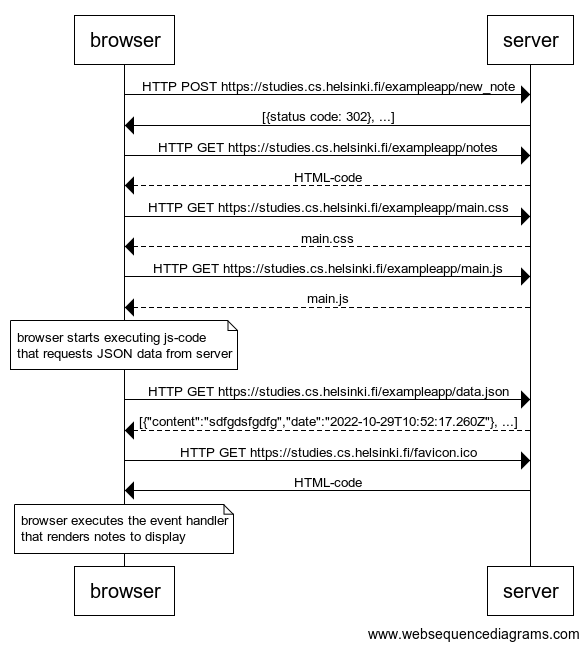 browser server
HTTP POST https://studies.cs.helsinki.fi/exampleapp/new_note
[{status code: 302}, ...]
HTTP GET https://studies.cs.helsinki.fi/exampleapp/notes
HTML-code
HTTP GET https://studies.cs.helsinki.fi/exampleapp/main.css
main.css
HTTP GET https://studies.cs.helsinki.fi/exampleapp/main.js
main.js
browser starts executing js-code
that requests JSON data from server
HTTP GET https://studies.cs.helsinki.fi/exampleapp/data.json
[{"content":"sdfgdsfgdfg","date":"2022-10-29T10:52:17.260Z"}, ...]
HTTP GET https://studies.cs.helsinki.fi/favicon.ico
HTML-code
browser executes the event handler
that renders notes to display
browser server
www.websequencediagrams.com